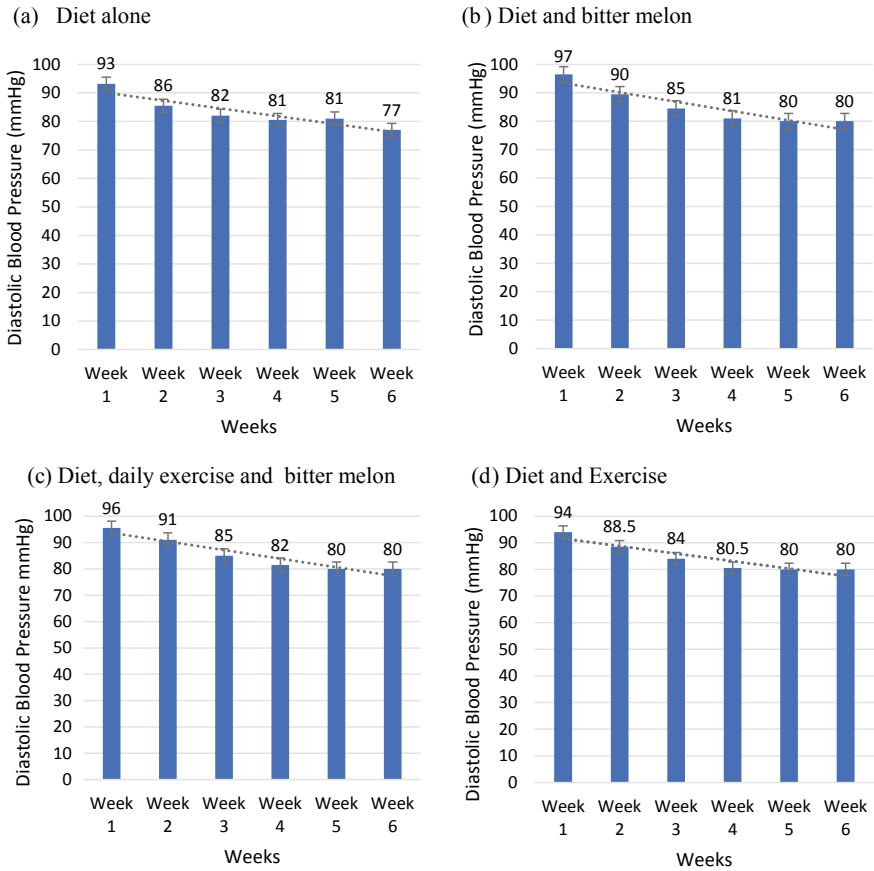 (a) Diet alone
Diastolic Blood Pressure (mmHg)
100
90
80
70
60
50
40
30
20
10
0
93
86
82
81
81
77
Week 1
Week 2
Week 3
Week 4
Week 5
Week 6
Weeks
(b) Diet and bitter melon
Diastolic Blood Pressure (mmHg)
100
90
80
70
60
50
40
30
20
10
0
97
90
85
81
80
80
Week 1
Week 2
Week 3
Week 4
Week 5
Week 6
Weeks
(c) Diet, daily exercise and bitter melon
Diastolic Blood Pressure mmHg)
100
90
80
70
60
50
40
30
20
10
0
96
91
85
82
80
80
Week 1
Week 2
Week 3
Week 4
Week 5
Week 6
Weeks
(d) Diet and Exercise
Diastolic Blood Pressure (mmHg)
100
90
80
70
60
50
40
30
20
10
0
94
88.5
84
80.5
80
80
Week 1
Week 2
Week 3
Week 4
Week 5
Week 6
Weeks